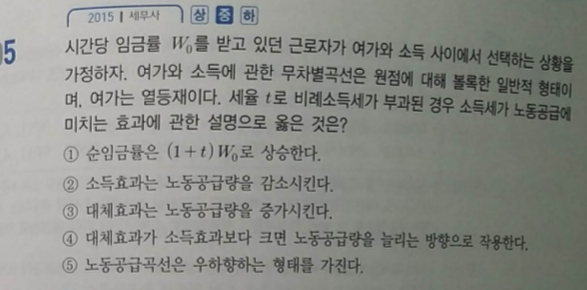 2015 | 세무사 상 중 하
05 시간당 임금률 W₀를 받고 있던 근로자가 여가와 소득 사이에서 선택하는 상황을
가정하자. 여가와 소득에 관한 무차별곡선은 원점에 대해 볼록한 일반적 형태이
며, 여가는 열등재이다. 세율 t로 비례소득세가 부과된 경우 소득세가 노동공급에
미치는 효과에 관한 설명으로 옳은 것은?
① 순임금률은 (1+t)W₀로 상승한다.
② 소득효과는 노동공급량을 감소시킨다.
③ 대체효과는 노동공급량을 증가시킨다.
④ 대체효과가 소득효과보다 크면 노동공급량을 늘리는 방향으로 작용한다.
⑤ 노동공급곡선은 우하향하는 형태를 가진다.